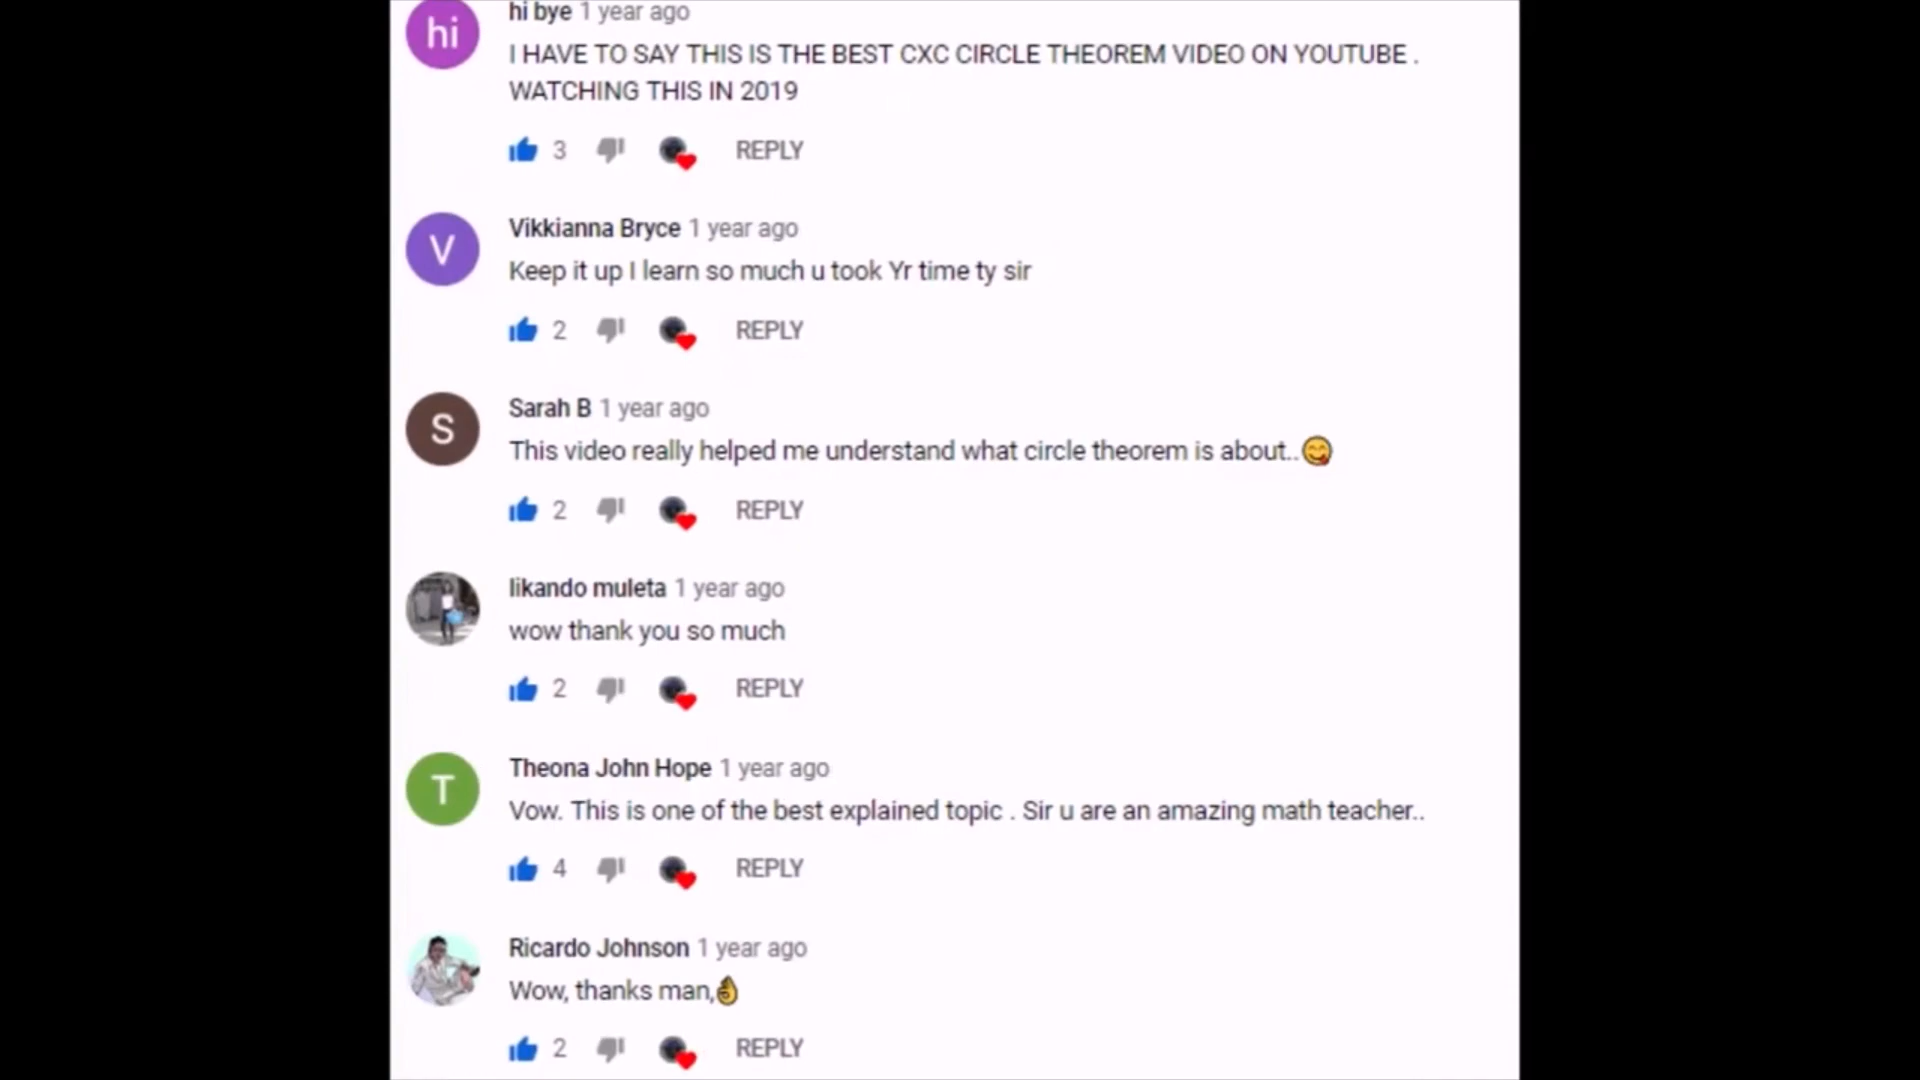 hi
hi bye 1 year ago
I HAVE TO SAY THIS IS THE BEST CXC CIRCLE THEOREM VIDEO ON YOUTUBE .
WATCHING THIS IN 2019
3 REPLY
V
Vikkianna Bryce 1 year ago
Keep it up I learn so much u took Yr time ty sir
2 REPLY
S
Sarah B 1 year ago
This video really helped me understand what circle theorem is about..😋
2 REPLY
likando muleta 1 year ago
wow thank you so much
2 REPLY
T
Theona John Hope 1 year ago
Vow. This is one of the best explained topic . Sir u are an amazing math teacher..
4 REPLY
Ricardo Johnson 1 year ago
Wow, thanks man,👌
2 REPLY